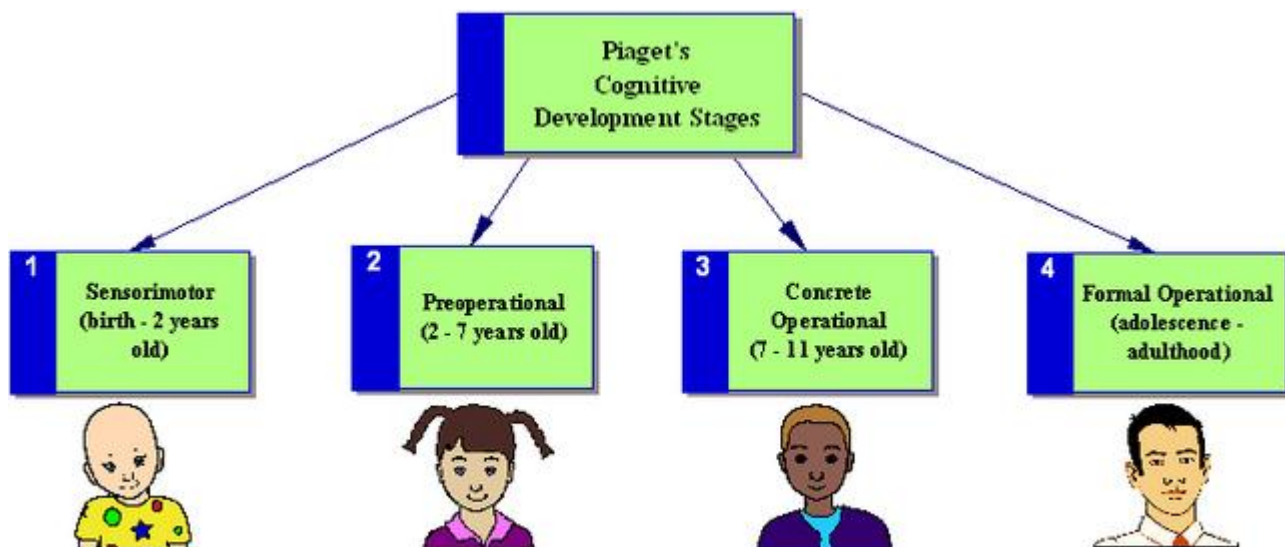 Piaget's
Cognitive
Development Stages
1
Sensorimotor
(birth - 2 years
old)
2
Preoperational
(2 - 7 years old)
3
Concrete
Operational
(7 - 11 years old)
4
Formal Operational
(adolescence -
adulthood)